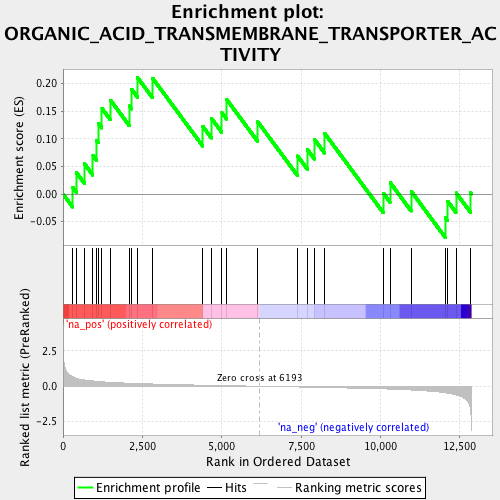 Enrichment plot:
ORGANIC_ACID_TRANSMEMBRANE_TRANSPORTER_AC
TIVITY
Enrichment score (ES)
0.20
0.15
0.10
0.05
0.00
-0.05
'na_pos' (positively correlated)
Ranked list metric (PreRanked)
2.5
0.0
-2.5
Zero cross at 6193
'na_neg' (negatively correlated)
0
2,500
5,000
7,500
10,000
12,500
Rank in Ordered Dataset
Enrichment profile
Hits
Ranking metric scores